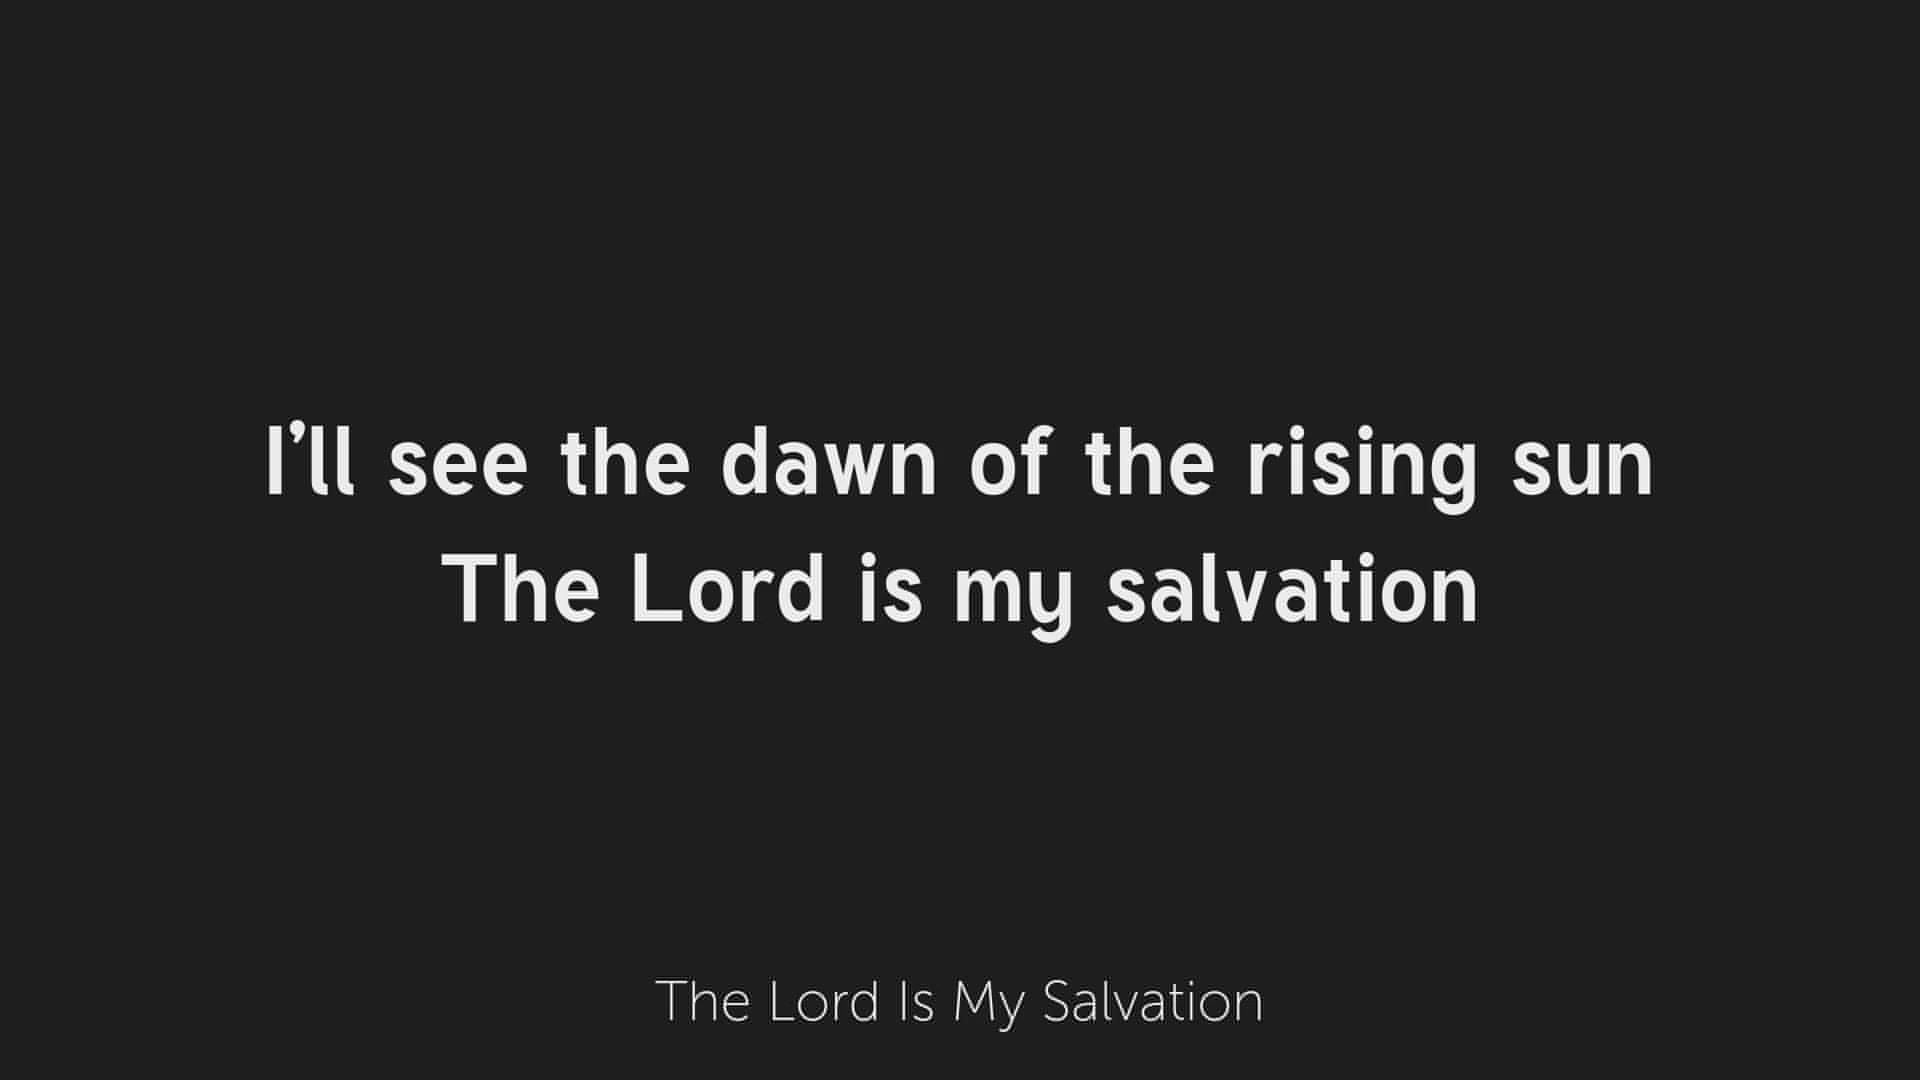 I’ll see the dawn of the rising sun
The Lord is my salvation
The Lord Is My Salvation